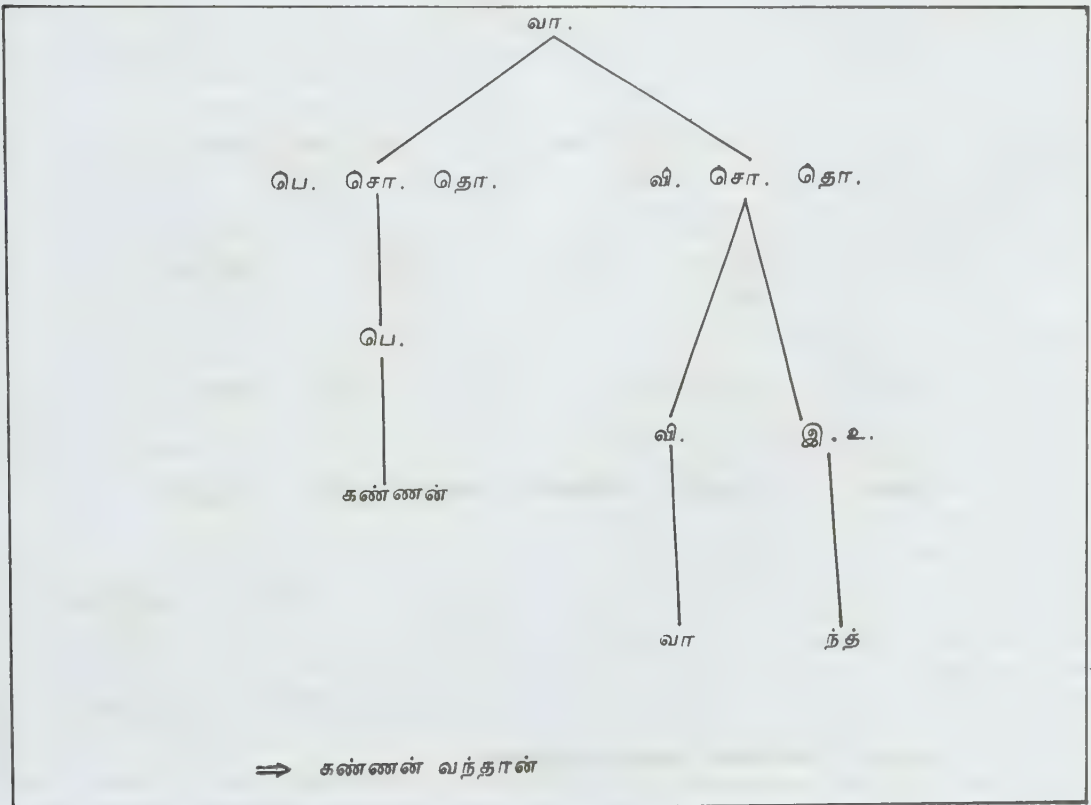 வா.
பெ. சொ. தொ. வி. சொ. தொ.
பெ.
வி. இ. உ.
கண்ணன்
வா ந்த்
⇒ கண்ணன் வந்தான்